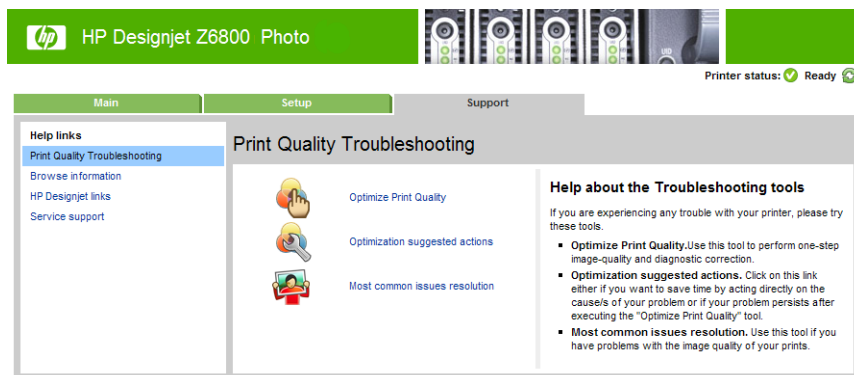 hp HP Designjet Z6800 Photo
UID
Printer status: Ready
Main Setup Support
Help links
Print Quality Troubleshooting
Browse information
HP Designjet links
Service support
Print Quality Troubleshooting
Optimize Print Quality
Optimization suggested actions
Most common issues resolution
Help about the Troubleshooting tools
If you are experiencing any trouble with your printer, please try
these tools.
Optimize Print Quality.Use this tool to perform one-step
image-quality and diagnostic correction.
Optimization suggested actions. Click on this link
either if you want to save time by acting directly on the
cause/s of your problem or if your problem persists after
executing the "Optimize Print Quality" tool.
Most common issues resolution. Use this tool if you
have problems with the image quality of your prints.